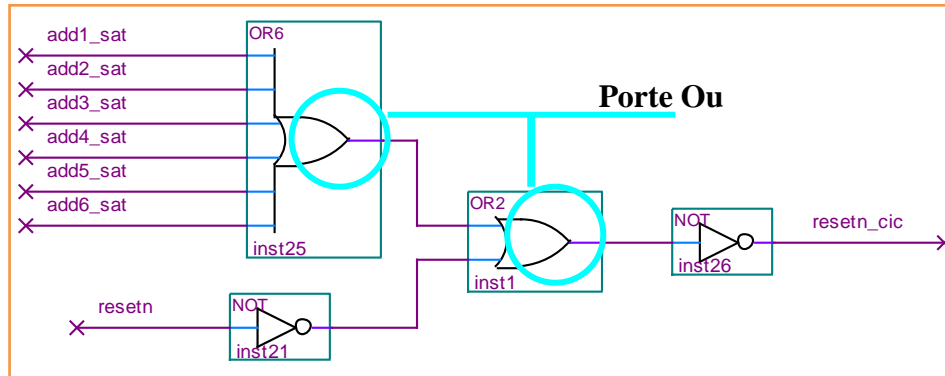 add1_sat
OR6
add2_sat
add3_sat
Porte Ou
add4_sat
add5_sat
add6_sat
OR2
NOT
resetn_cic
inst25
inst26
inst1
resetn
NOT
inst21